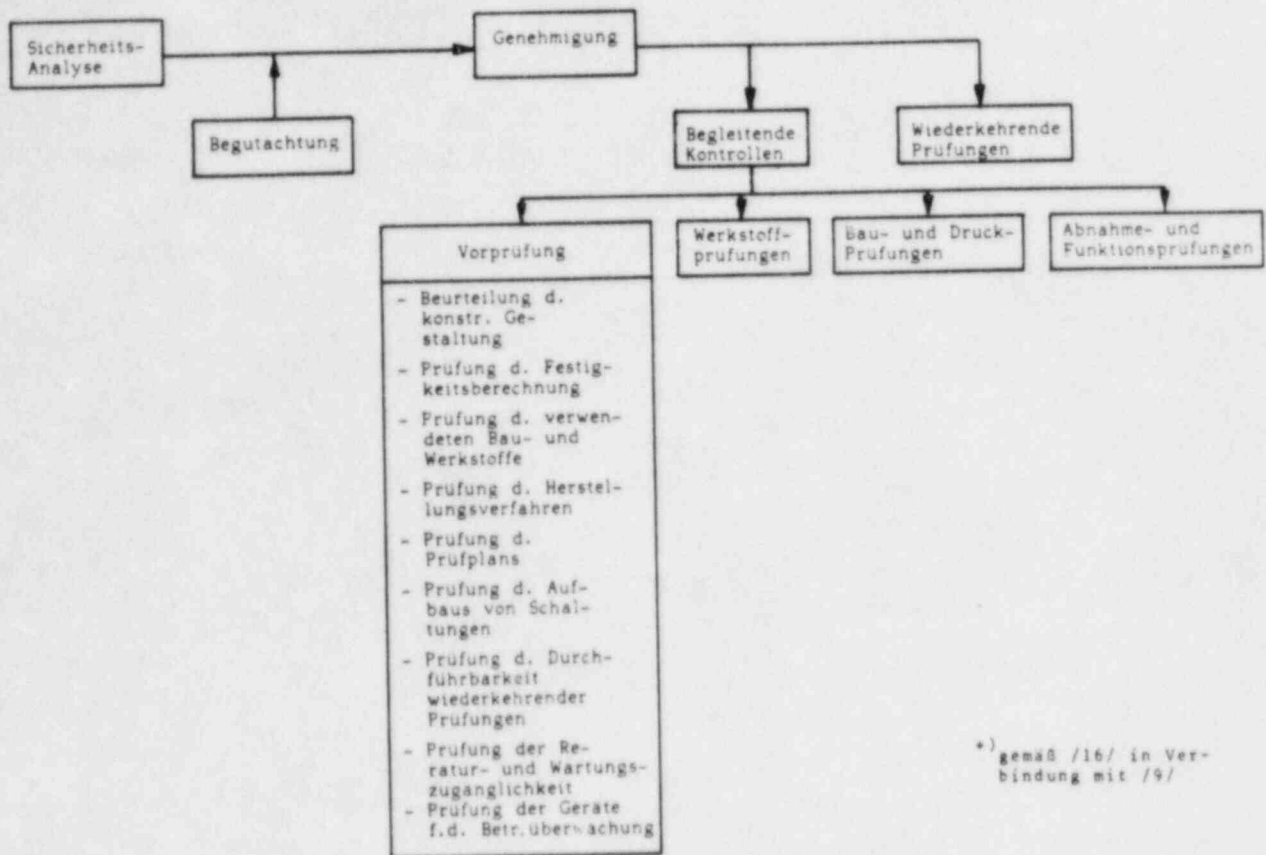 Sicherheits-
Analyse
Genehmigung
Begutachtung
Begleitende
Kontrollen
Wiederkehrende
Prüfungen
Vorprüfung
- Beurteilung d.
konstr. Ge-
staltung
- Prüfung d. Festig-
keitsberechnung
- Prüfung d. verwen-
deten Bau- und
Werkstoffe
- Prüfung d. Herstel-
lungsverfahren
- Prüfung d.
Prüfplans
- Prüfung d. Auf-
baus von Schal-
tungen
- Prüfung d. Durch-
führbarkeit
wiederkehrender
Prüfungen
- Prüfung der Re-
ratur- und Wartungs-
zugänglichkeit
- Prüfung der Geräte
f.d. Betr.überwachung
Werkstoff-
prüfungen
Bau- und Druck-
Prüfungen
Abnahme- und
Funktionsprüfungen
*) gemäß /16/ in Ver-
bindung mit /9/